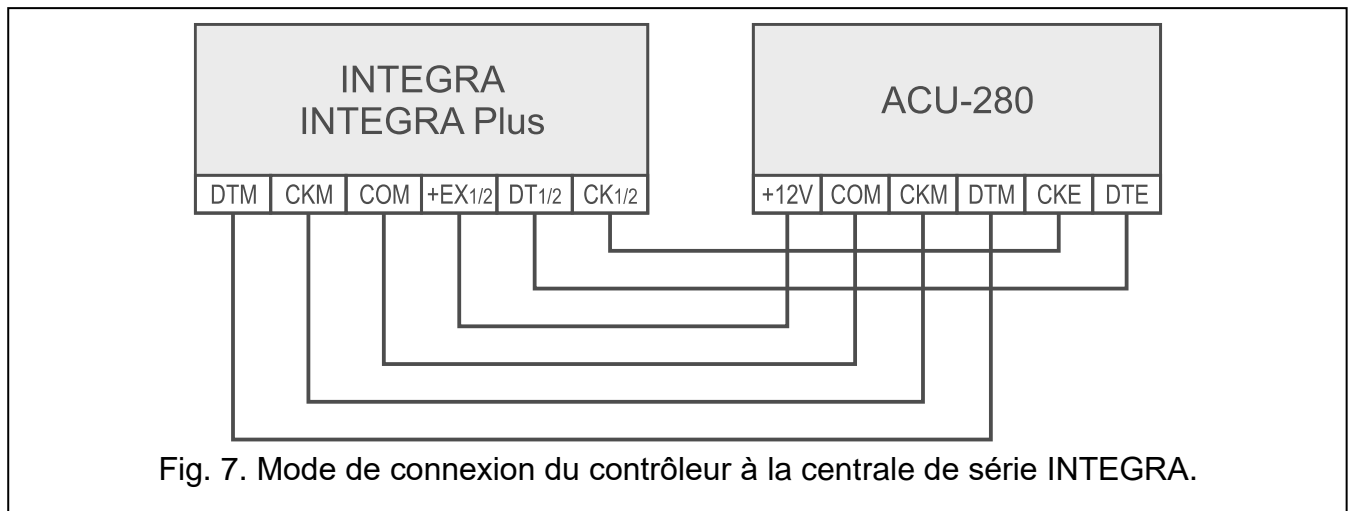 INTEGRA
INTEGRA Plus
DTM CKM COM +EX1/2 DT1/2 CK1/2
ACU-280
+12V COM CKM DTM CKE DTE
Fig. 7. Mode de connexion du contrôleur à la centrale de série INTEGRA.